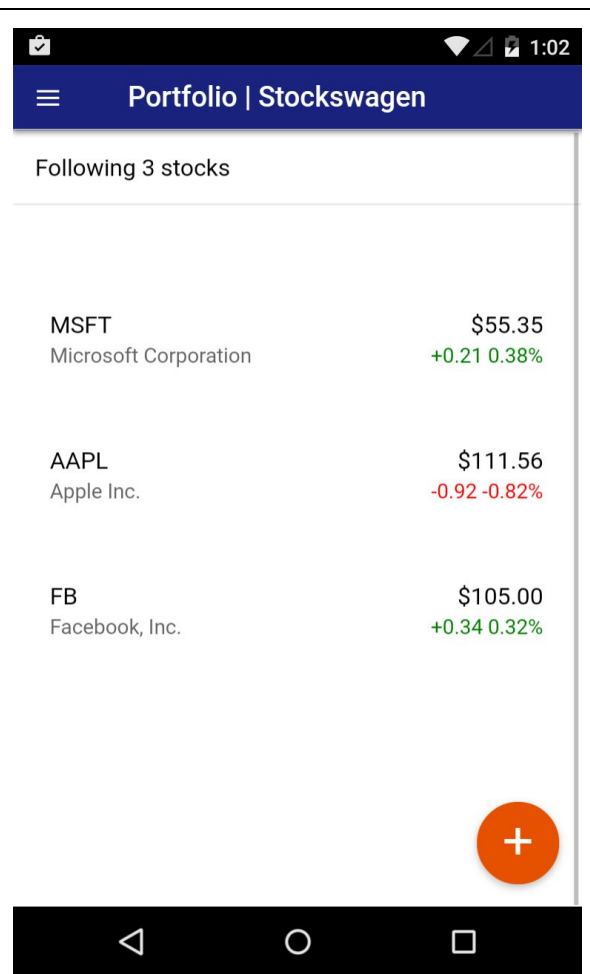 1:02
Portfolio | Stockswagen
Following 3 stocks
MSFT $55.35
Microsoft Corporation +0.21 0.38%
AAPL $111.56
Apple Inc. -0.92 -0.82%
FB $105.00
Facebook, Inc. +0.34 0.32%
+